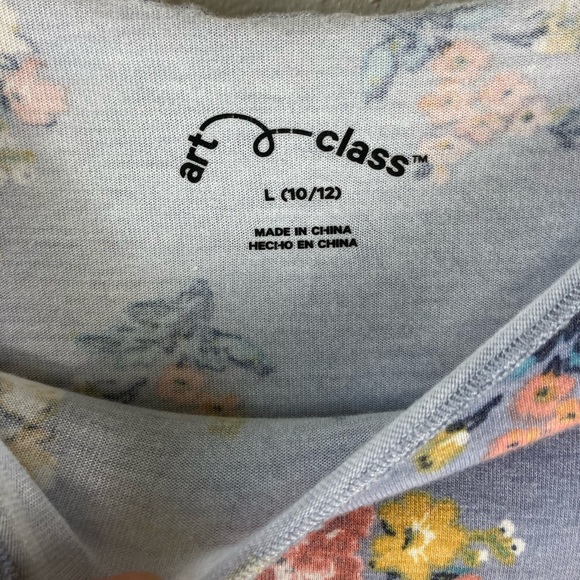 art class™
L (10/12)
MADE IN CHINA
HECHO EN CHINA